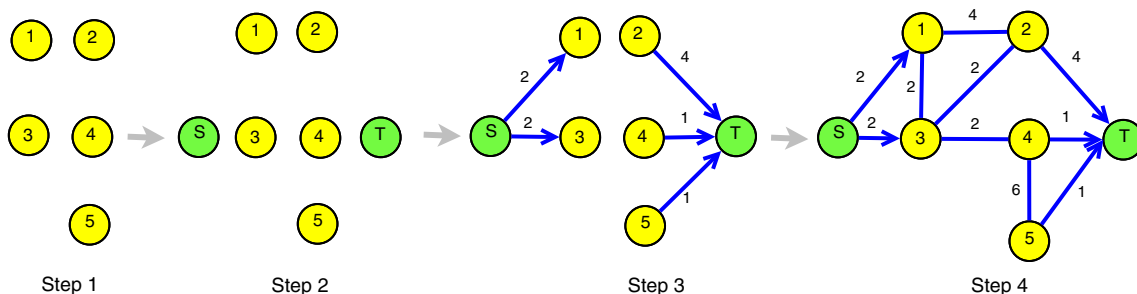 1 2
3 4
5
Step 1
1 2
S 3 4 T
5
Step 2
1 2
2 4
S 2 3 4 1 T
1
5
Step 3
1 4 2
2 2 2 4
S 2 3 2 4 1 T
6 1
5
Step 4